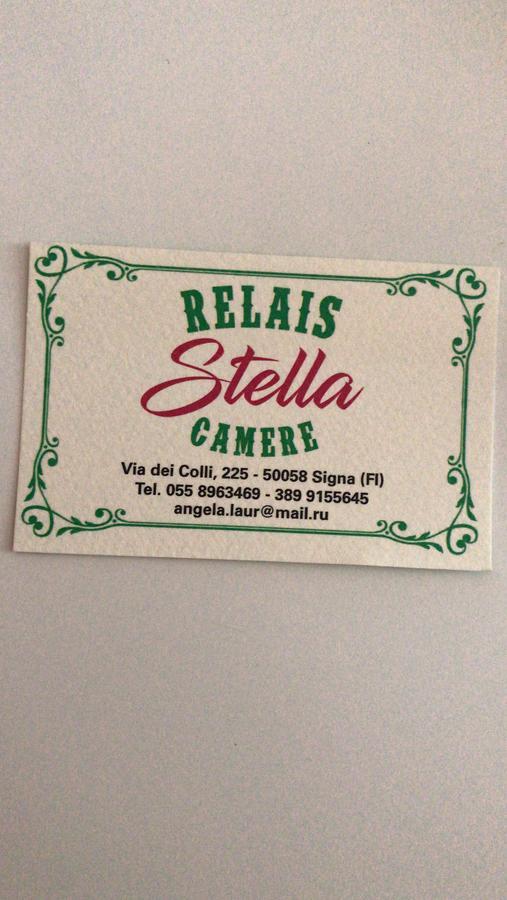 RELAIS
Stella
CAMERE
Via dei Colli, 225 - 50058 Signa (FI)
Tel. 055 8963469 - 389 9155645
angela.laur@mail.ru